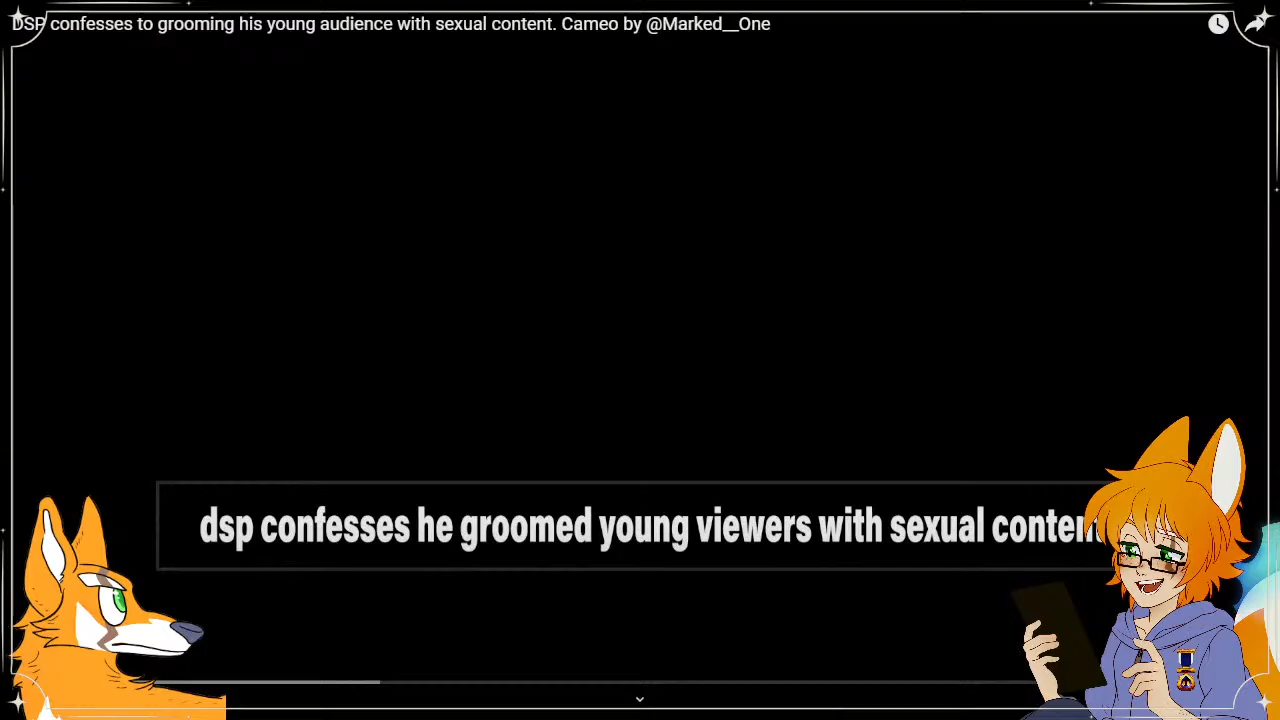 DSP confesses to grooming his young audience with sexual content. Cameo by @Marked__One
dsp confesses he groomed young viewers with sexual conten